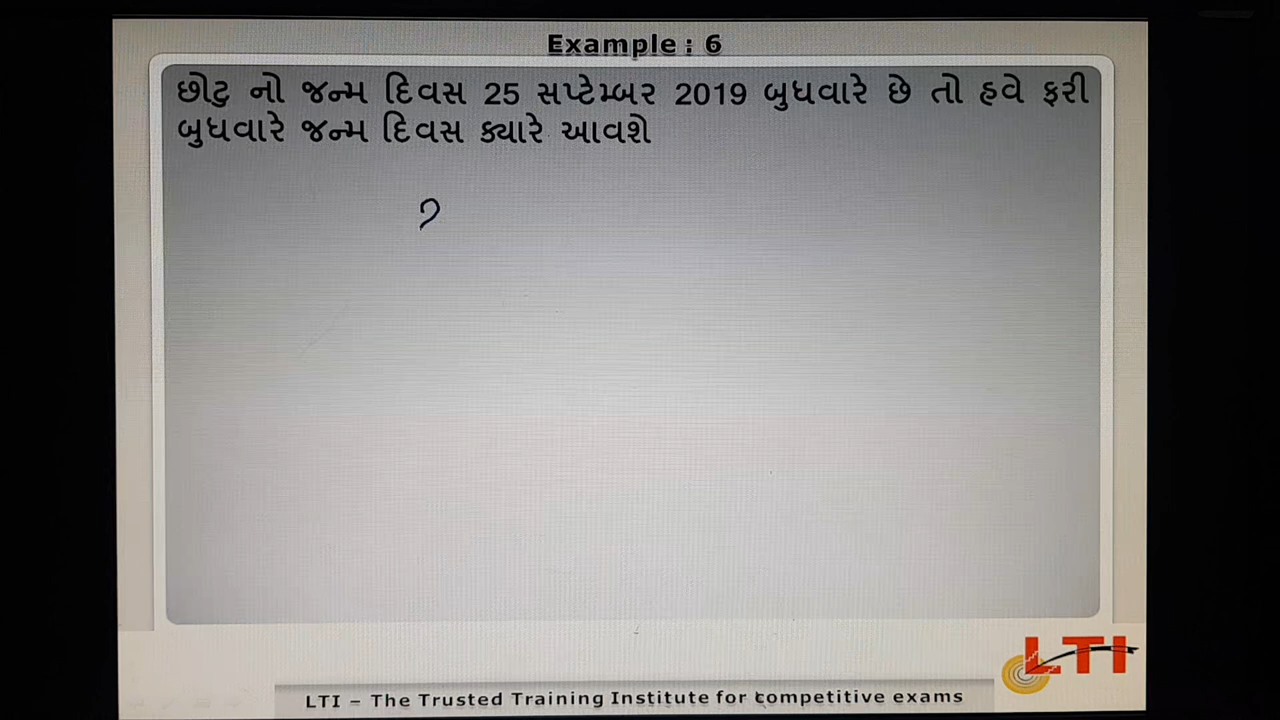 Example : 6
છોટુ નો જન્મ દિવસ 25 સપ્ટેમ્બર 2019 બુધવારે છે તો હવે ફરી
બુધવારે જન્મ દિવસ ક્યારે આવશે
LTI
LTI – The Trusted Training Institute for competitive exams